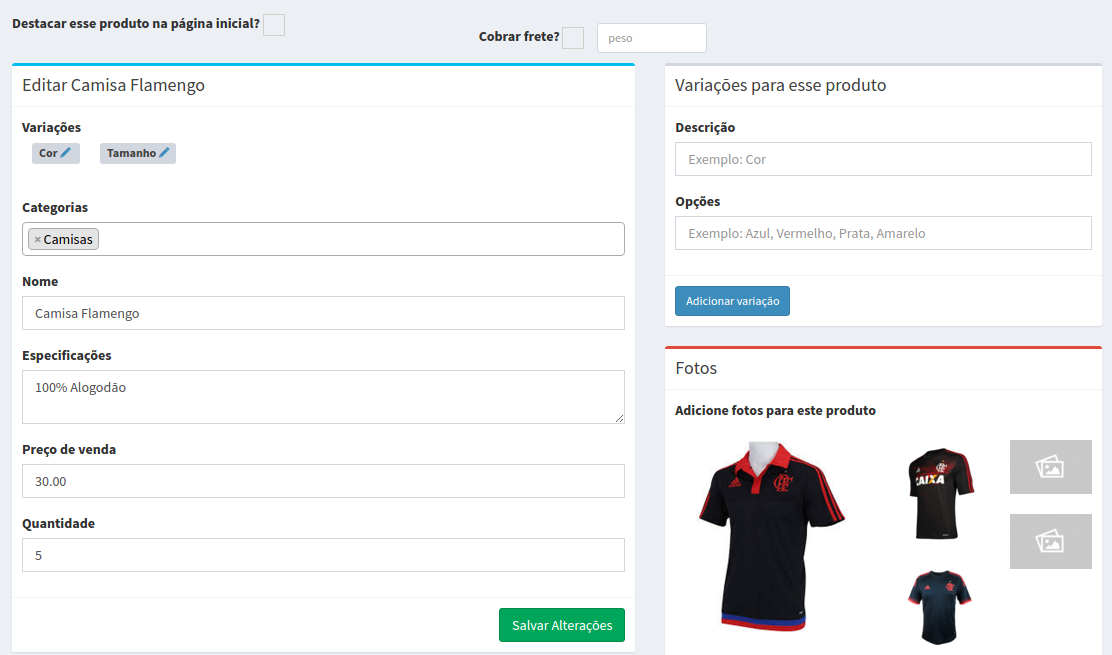 Destacar esse produto na página inicial?
Cobrar frete?
peso
Editar Camisa Flamengo
Variações
Cor
Tamanho
Categorias
× Camisas
Nome
Camisa Flamengo
Especificações
100% Alogodão
Preço de venda
30.00
Quantidade
5
Salvar Alterações
Variações para esse produto
Descrição
Exemplo: Cor
Opções
Exemplo: Azul, Vermelho, Prata, Amarelo
Adicionar variação
Fotos
Adicione fotos para este produto
CAIXA